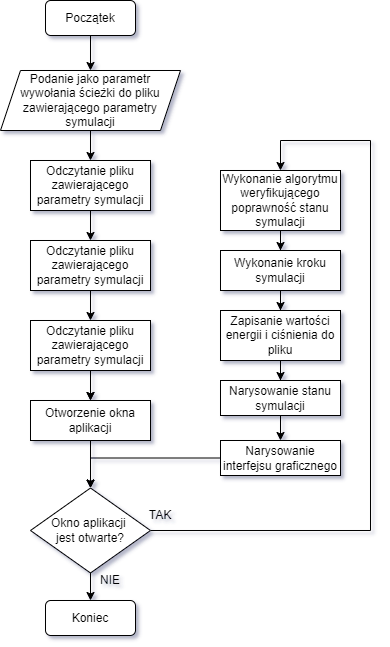 Początek
Podanie jako parametr
wywołania ścieżki do pliku
zawierającego parametry
symulacji
Odczytanie pliku
zawierającego
parametry symulacji
Odczytanie pliku
zawierającego
parametry symulacji
Odczytanie pliku
zawierającego
parametry symulacji
Otworzenie okna
aplikacji
Okno aplikacji
jest otwarte?
TAK
NIE
Koniec
Wykonanie algorytmu
weryfikującego
poprawność stanu
symulacji
Wykonanie kroku
symulacji
Zapisanie wartości
energii i ciśnienia do
pliku
Narysowanie stanu
symulacji
Narysowanie
interfejsu graficznego